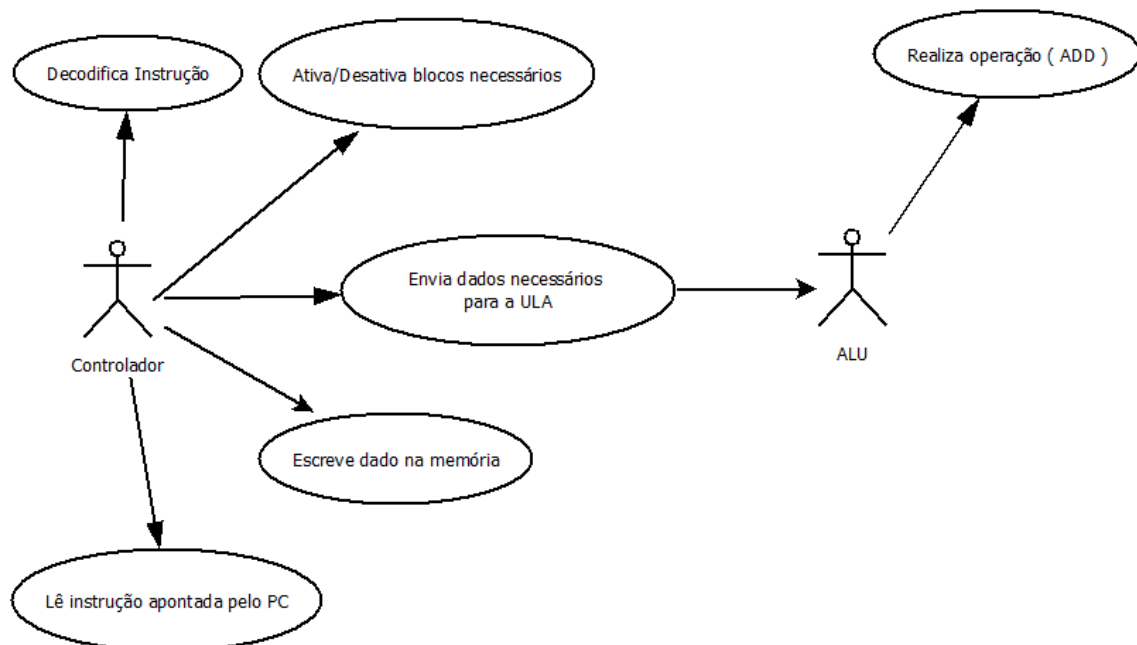 Realiza operação ( ADD )
Decodifica Instrução
Ativa/Desativa blocos necessários
Envia dados necessários
para a ULA
Controlador
ALU
Escreve dado na memória
Lê instrução apontada pelo PC